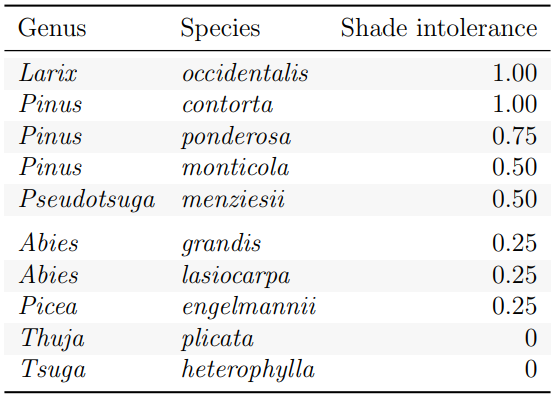 Genus Species Shade intolerance
Larix occidentalis 1.00
Pinus contorta 1.00
Pinus ponderosa 0.75
Pinus monticola 0.50
Pseudotsuga menziesii 0.50
Abies grandis 0.25
Abies lasiocarpa 0.25
Picea engelmannii 0.25
Thuja plicata 0
Tsuga heterophylla 0